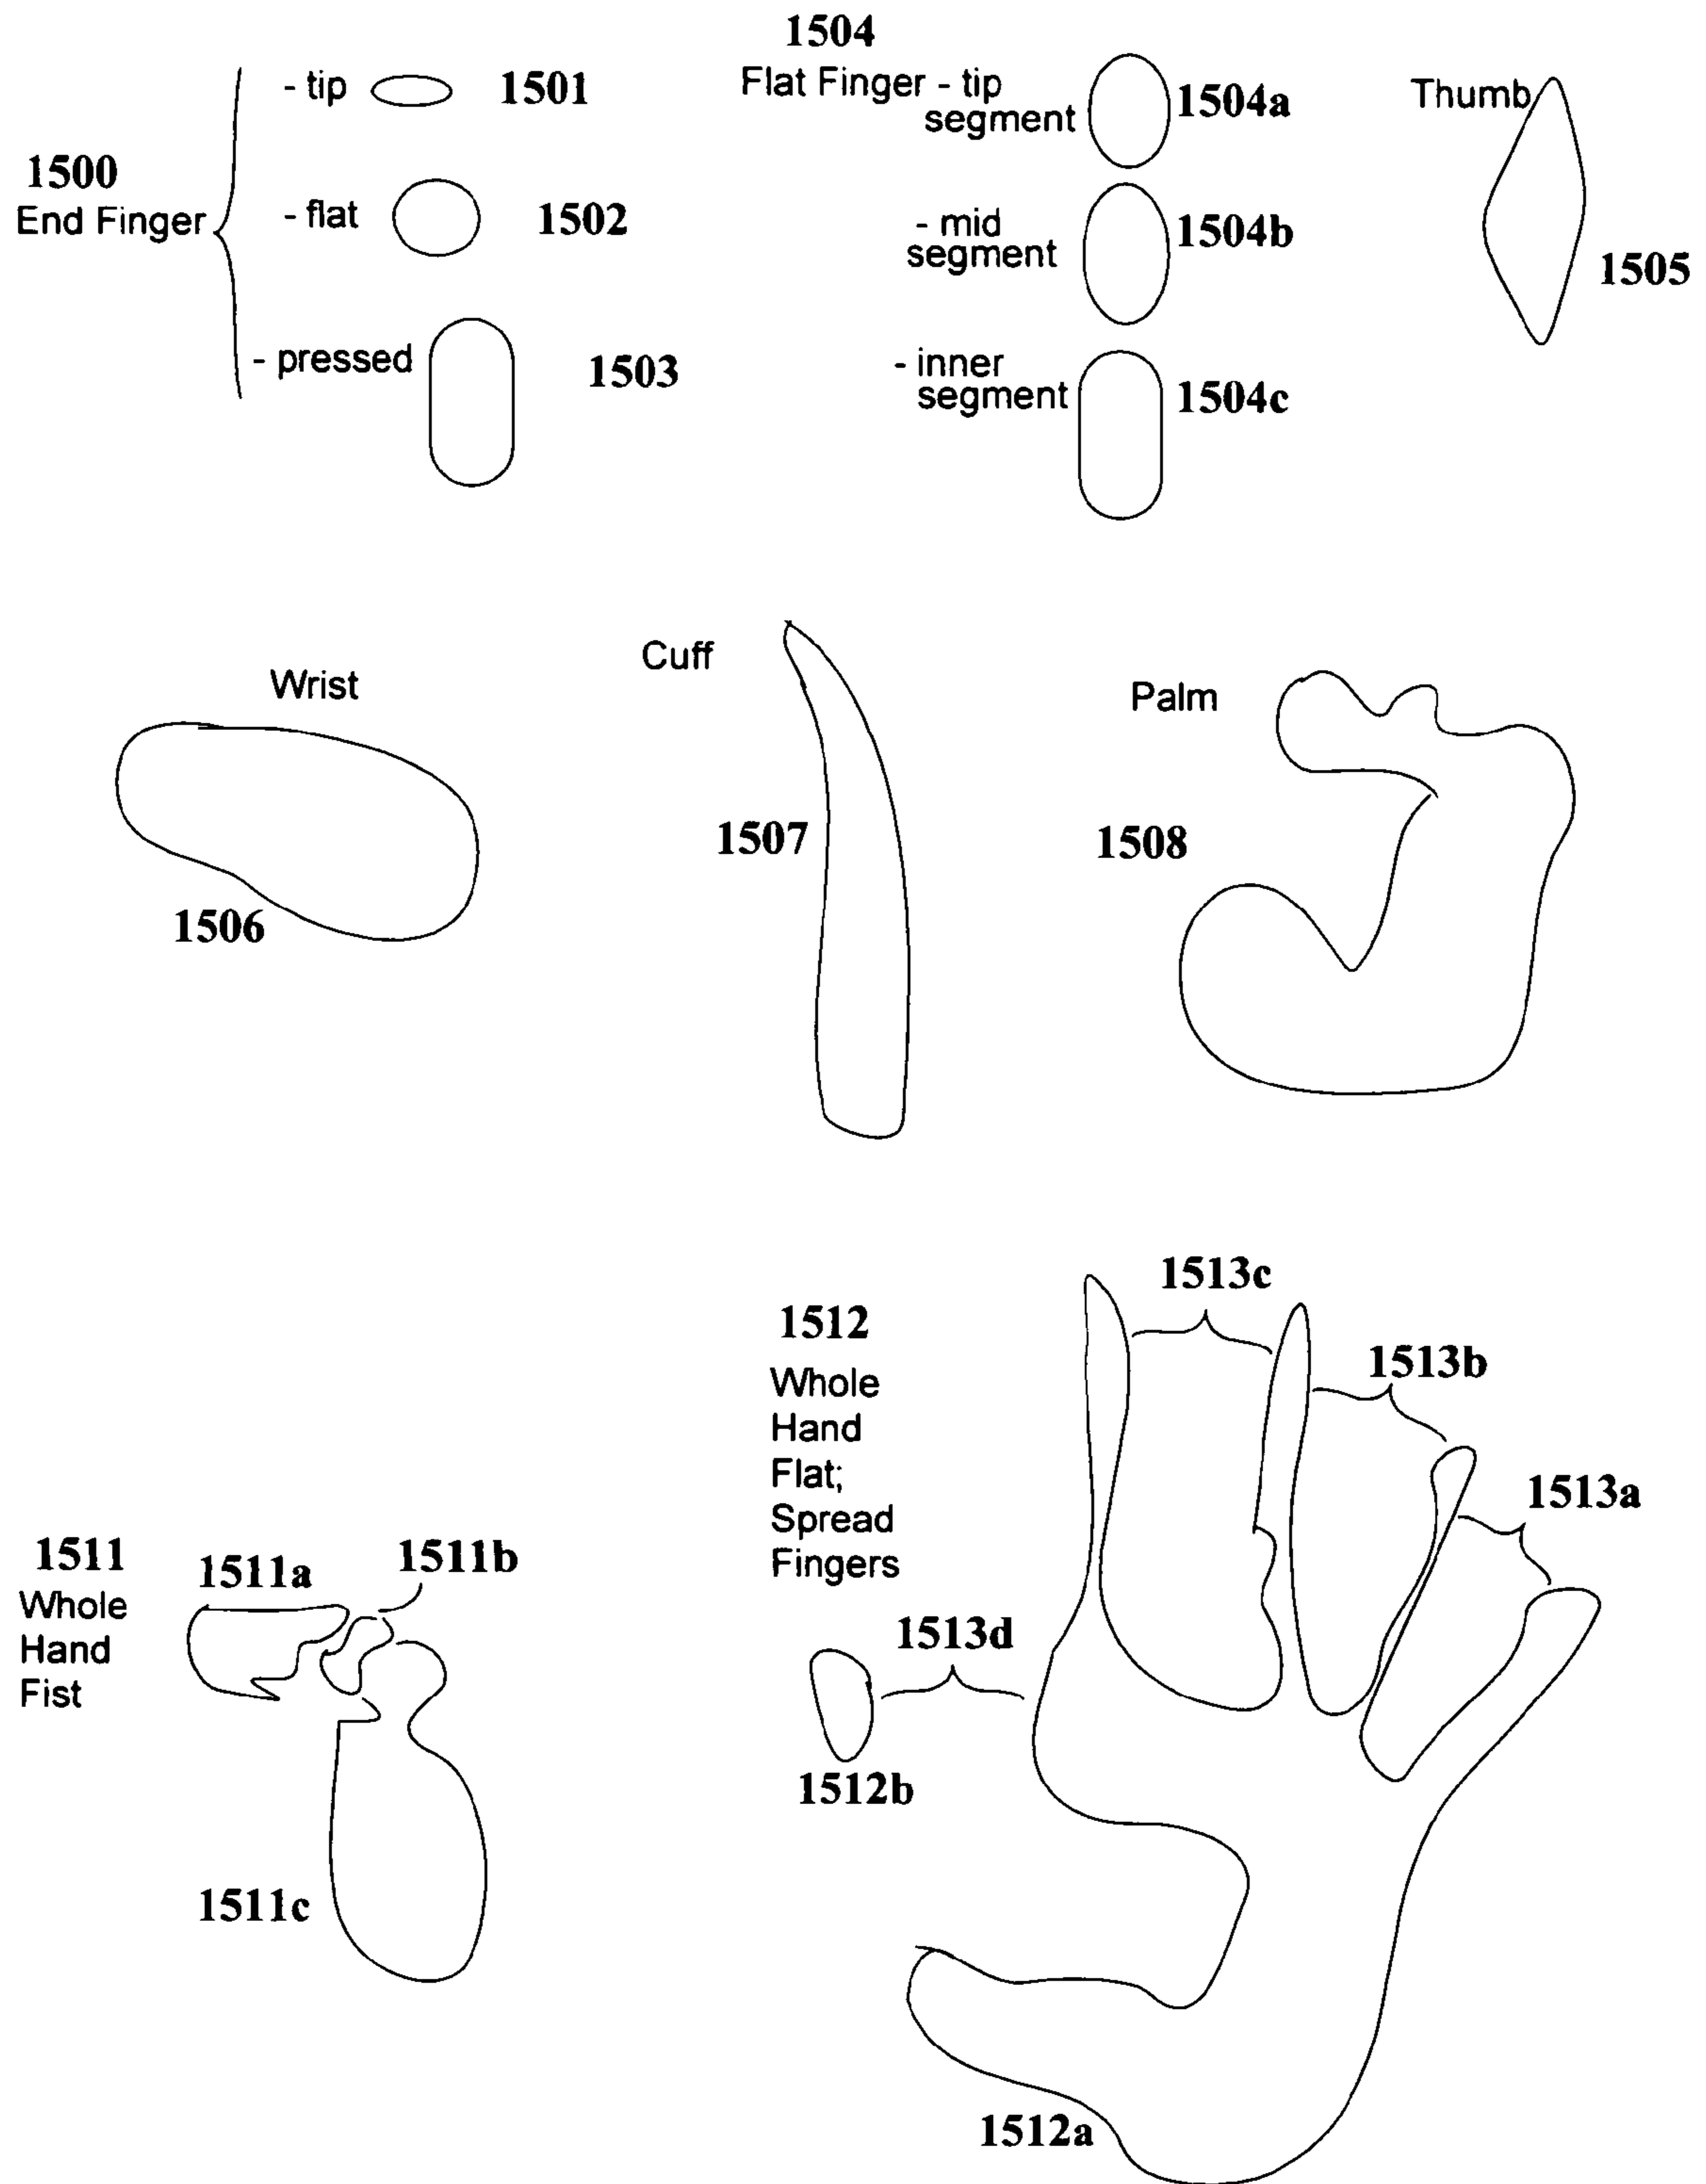 1500
End Finger
- tip
1501
- flat
1502
- pressed
1503
1504
Flat Finger - tip
segment
1504a
- mid
segment
1504b
- inner
segment
1504c
Thumb
1505
Wrist
1506
Cuff
1507
Palm
1508
1511
Whole
Hand
Fist
1511a
1511b
1511c
1512
Whole
Hand
Flat;
Spread
Fingers
1513c
1513b
1513a
1513d
1512b
1512a